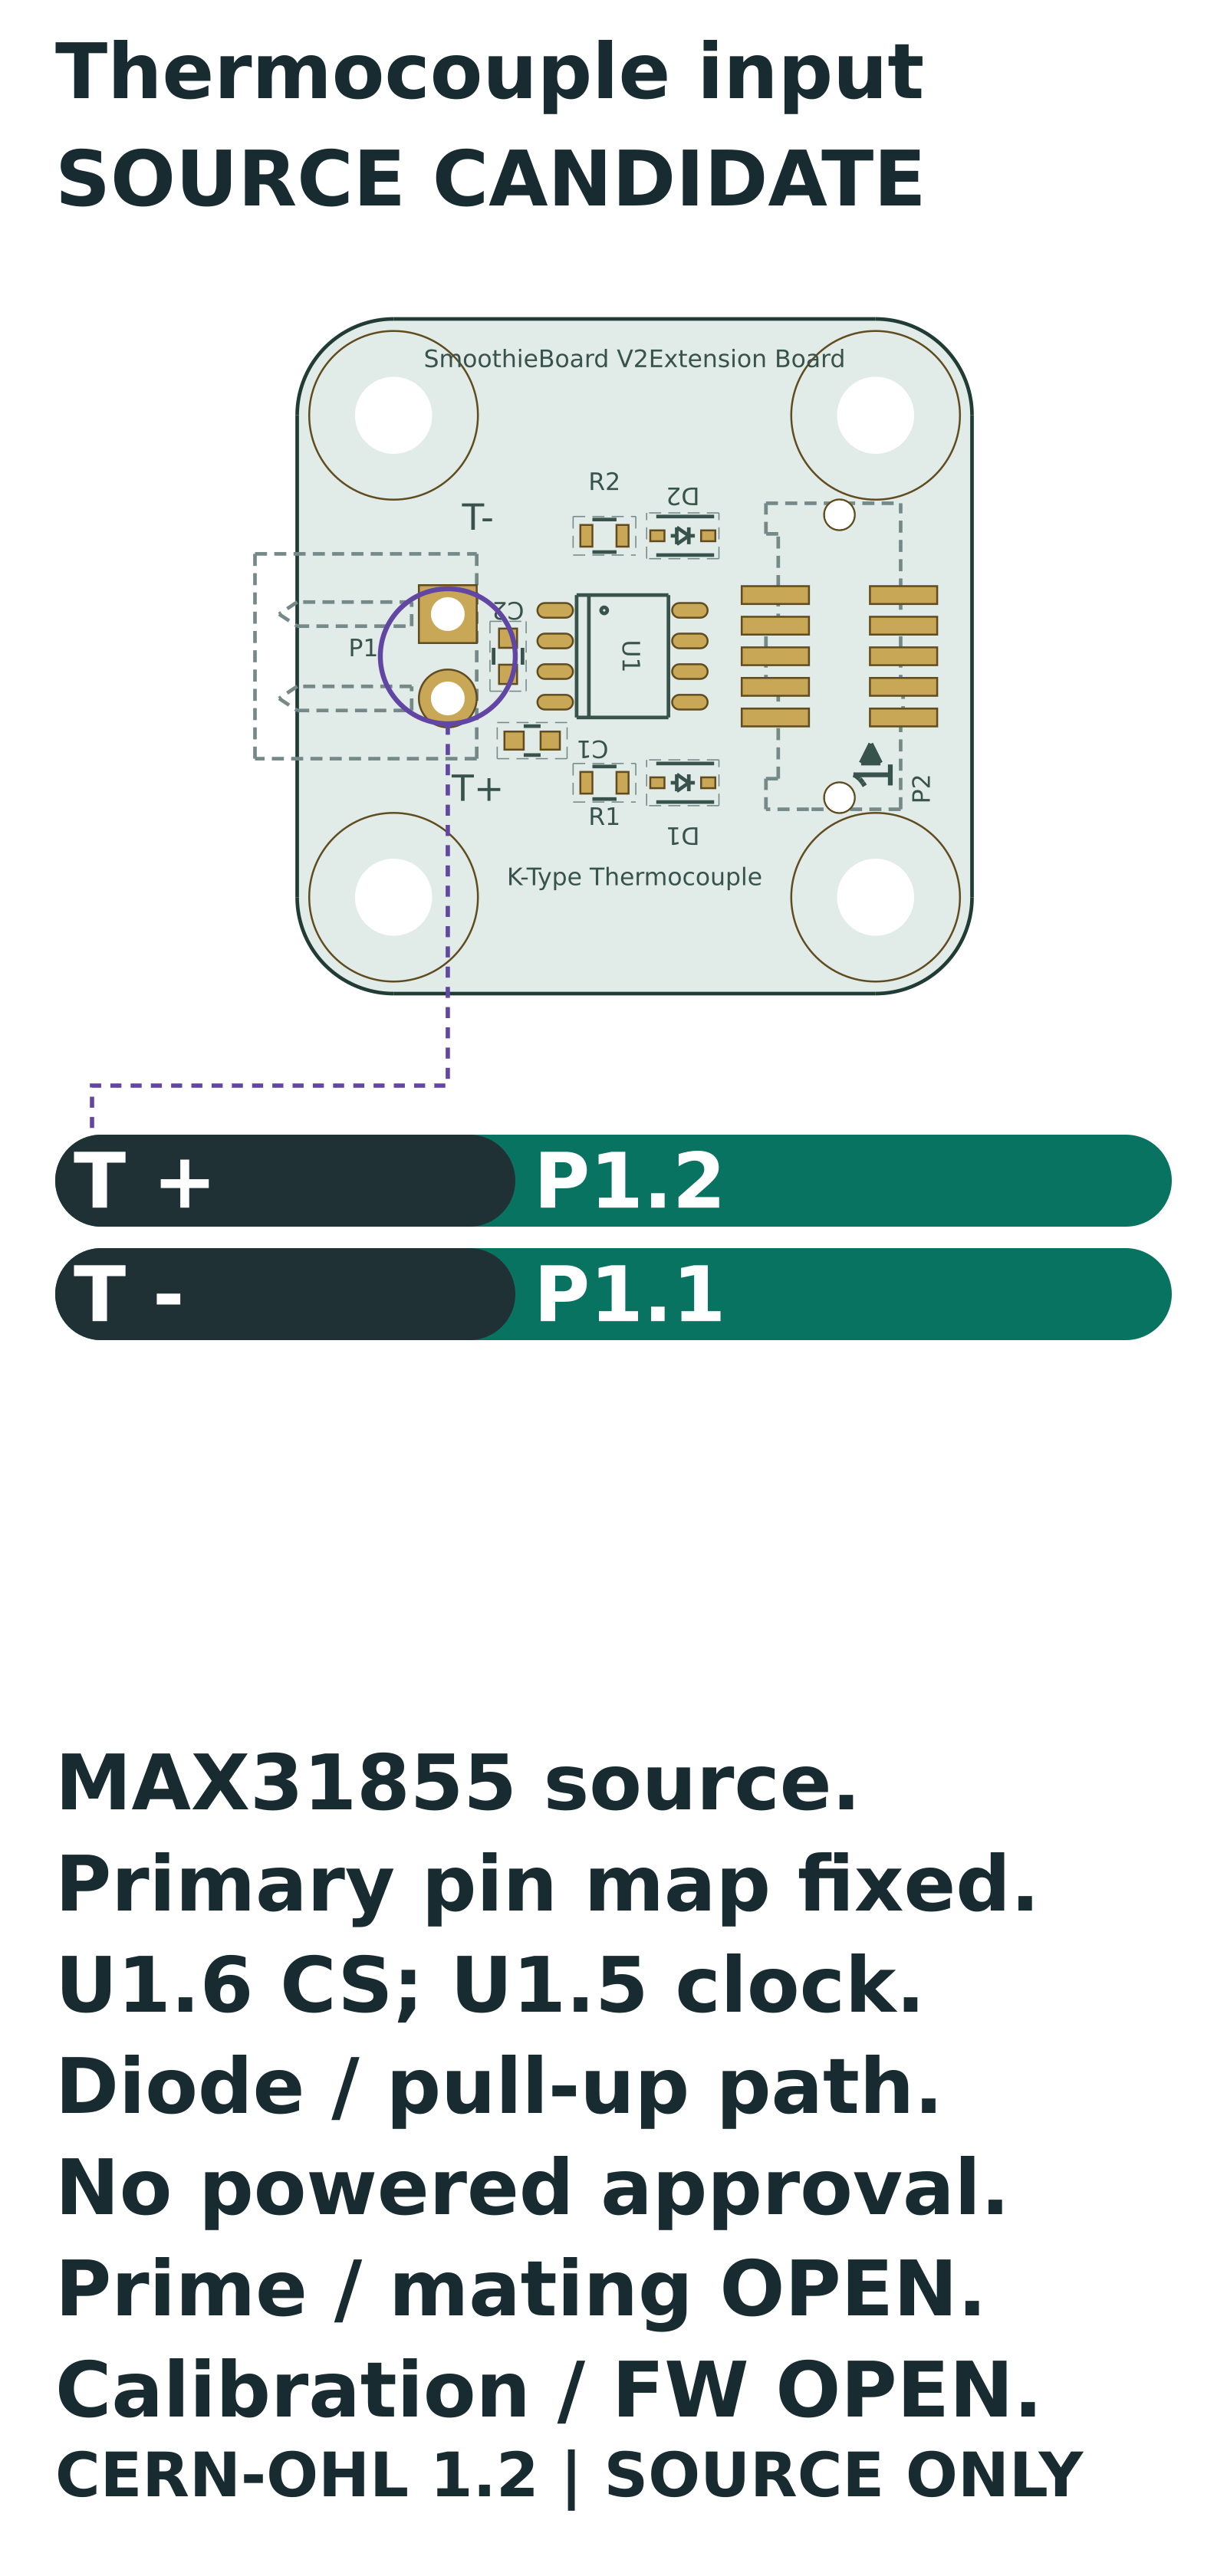 Thermocouple input
SOURCE CANDIDATE
SmoothieBoard V2Extension Board
R2
D2
T-
C2
P1
U1
C1
1
T+
P2
R1
D1
K-Type Thermocouple
T + P1.2
T - P1.1
MAX31855 source.
Primary pin map fixed.
U1.6 CS; U1.5 clock.
Diode / pull-up path.
No powered approval.
Prime / mating OPEN.
Calibration / FW OPEN.
CERN-OHL 1.2 | SOURCE ONLY